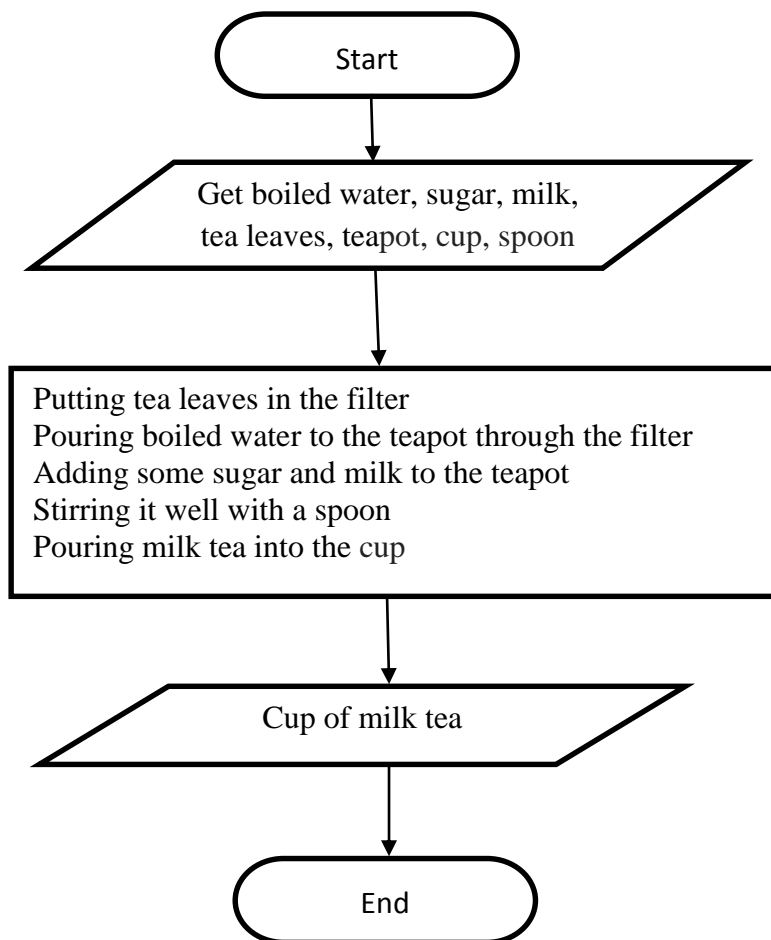 Start
Get boiled water, sugar, milk,
tea leaves, teapot, cup, spoon
Putting tea leaves in the filter
Pouring boiled water to the teapot through the filter
Adding some sugar and milk to the teapot
Stirring it well with a spoon
Pouring milk tea into the cup
Cup of milk tea
End